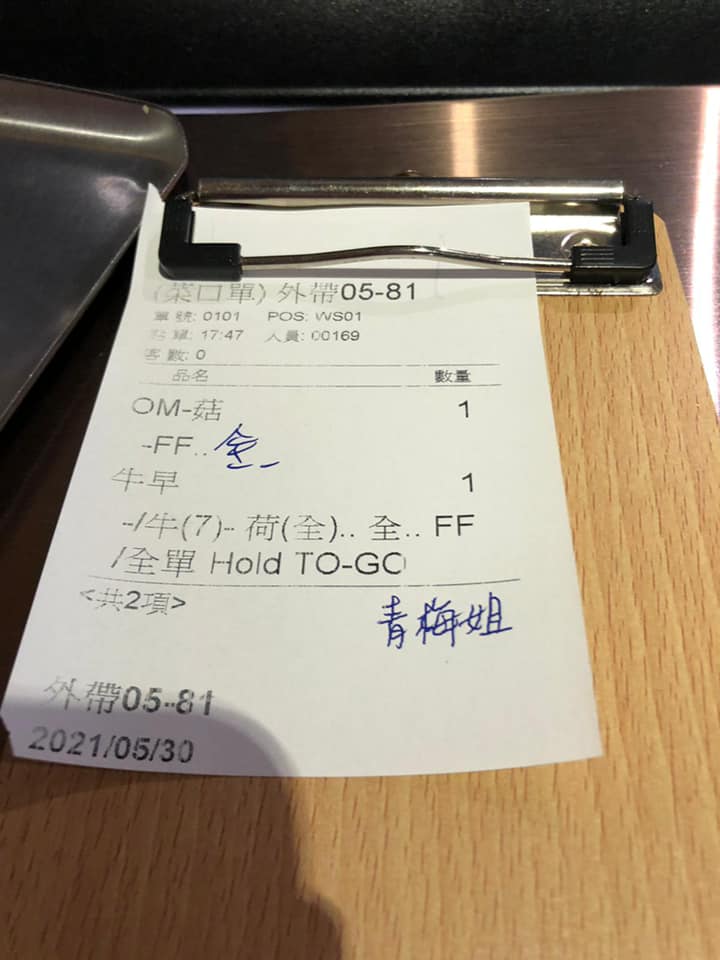 (菜口單) 外帶05-81
單號: 0101 POS: WS01
點單: 17:47 人員: 00169
客數: 0
品名 數量
OM-菇 1
-FF.. 全
牛早 1
-/牛(7)- 荷(全).. 全.. FF
/全單 Hold TO-GO
<共2項>
青梅姐
外帶05-81
2021/05/30